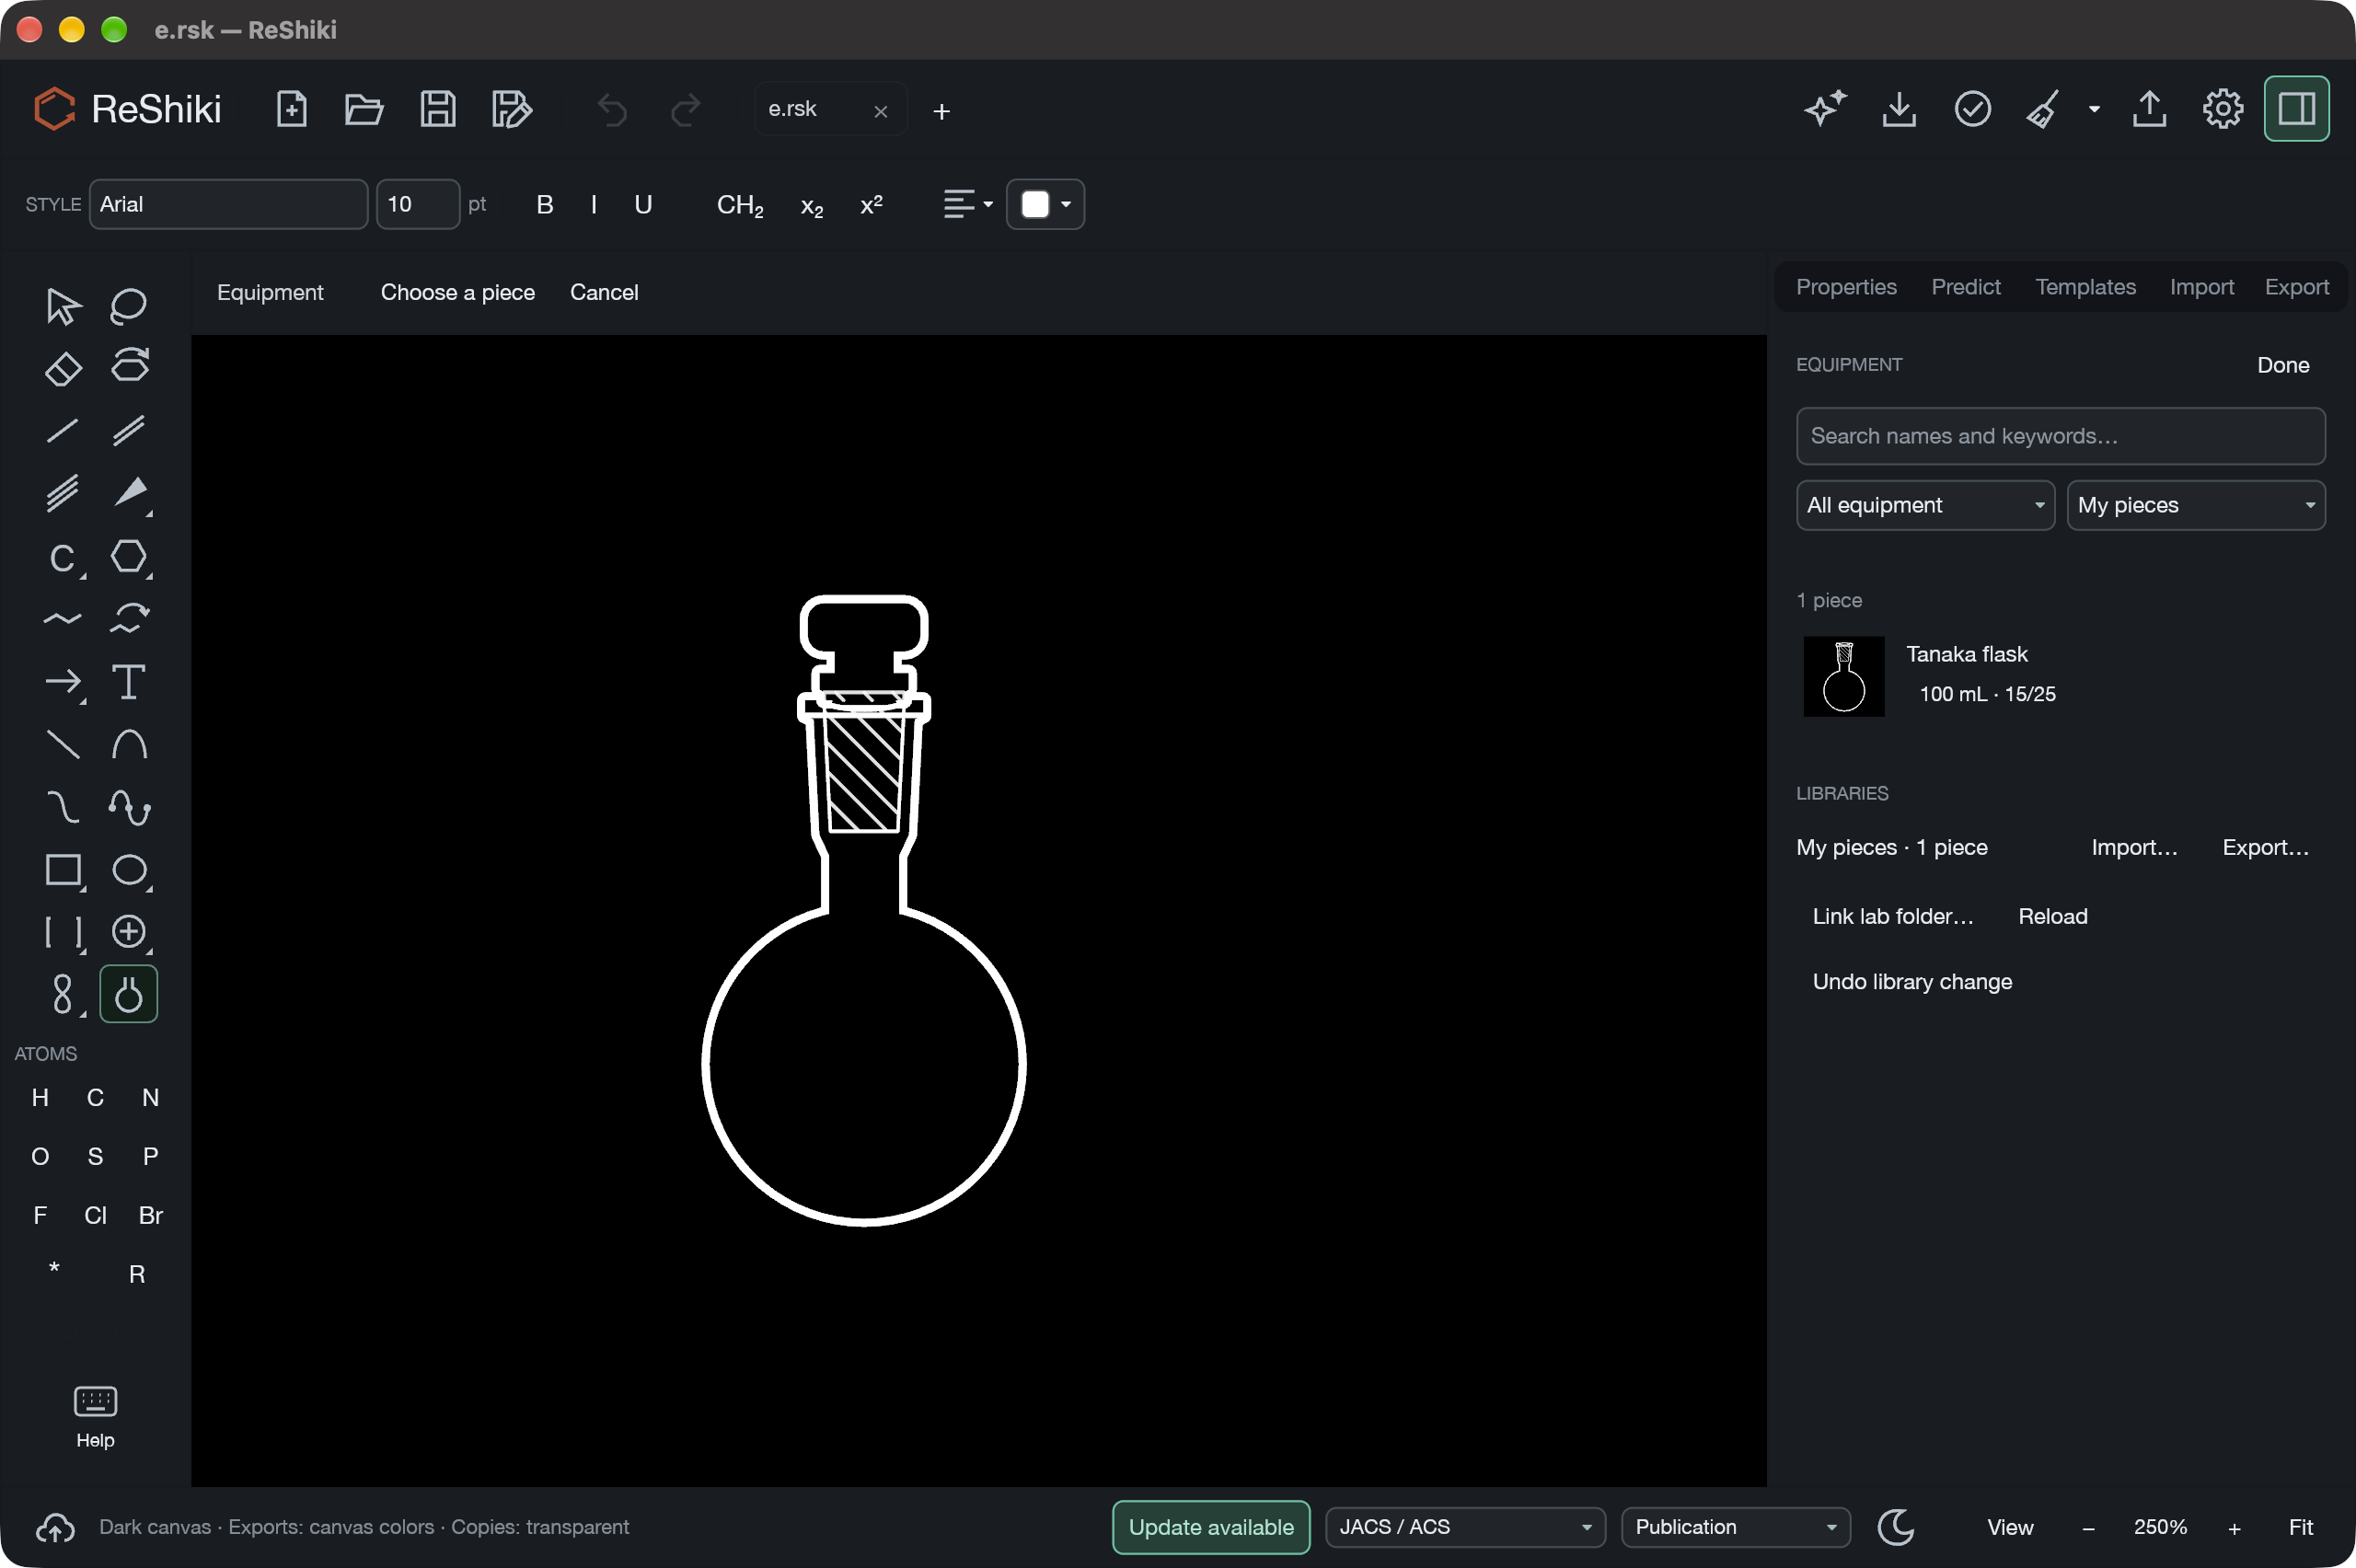 e.rsk — ReShiki
ReShiki
e.rsk × +
STYLE Arial 10 pt B I U CH₂ x₂ x²
Equipment Choose a piece Cancel
Properties Predict Templates Import Export
EQUIPMENT Done
Search names and keywords…
All equipment My pieces
1 piece
Tanaka flask
100 mL · 15/25
LIBRARIES
My pieces · 1 piece Import… Export…
Link lab folder… Reload
Undo library change
C
T
ATOMS
H C N
O S P
F Cl Br
* R
Help
Dark canvas · Exports: canvas colors · Copies: transparent
Update available JACS / ACS Publication View – 250% + Fit